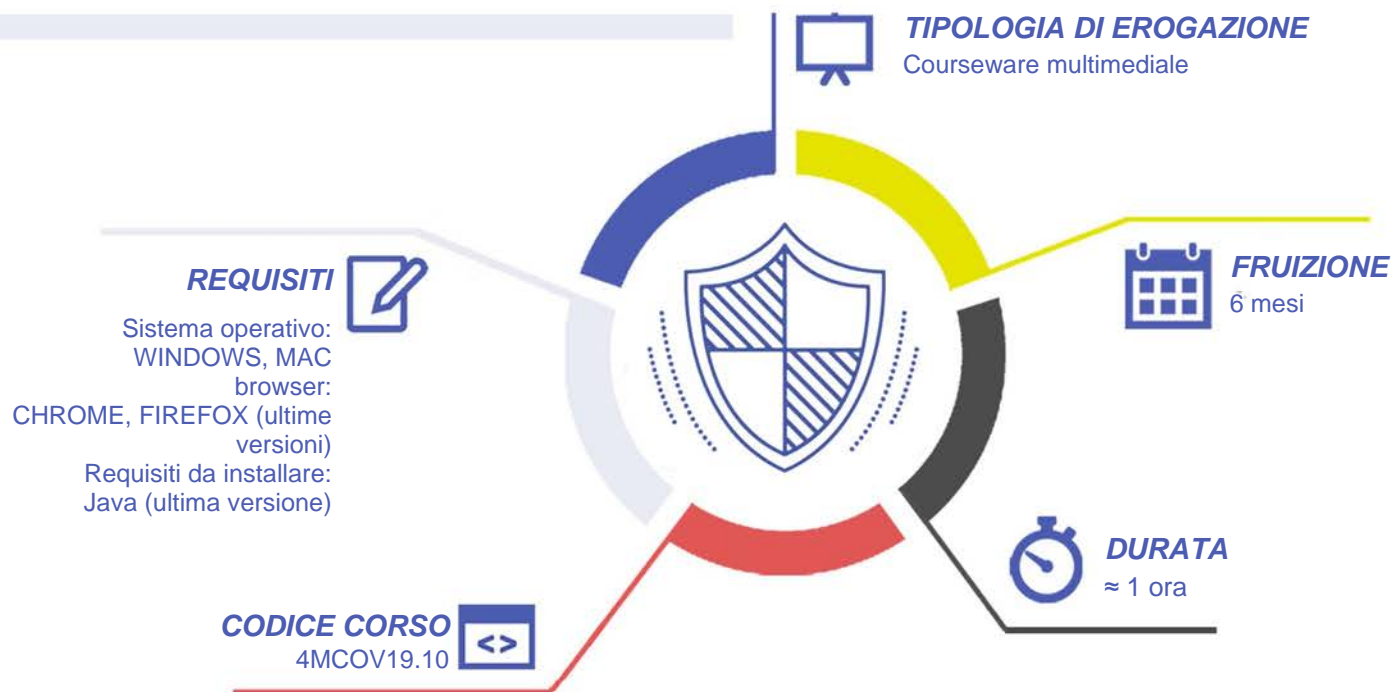 TIPOLOGIA DI EROGAZIONE
Courseware multimediale
REQUISITI
Sistema operativo:
WINDOWS, MAC
browser:
CHROME, FIREFOX (ultime
versioni)
Requisiti da installare:
Java (ultima versione)
FRUIZIONE
6 mesi
DURATA
≈ 1 ora
CODICE CORSO
4MCOV19.10
<>